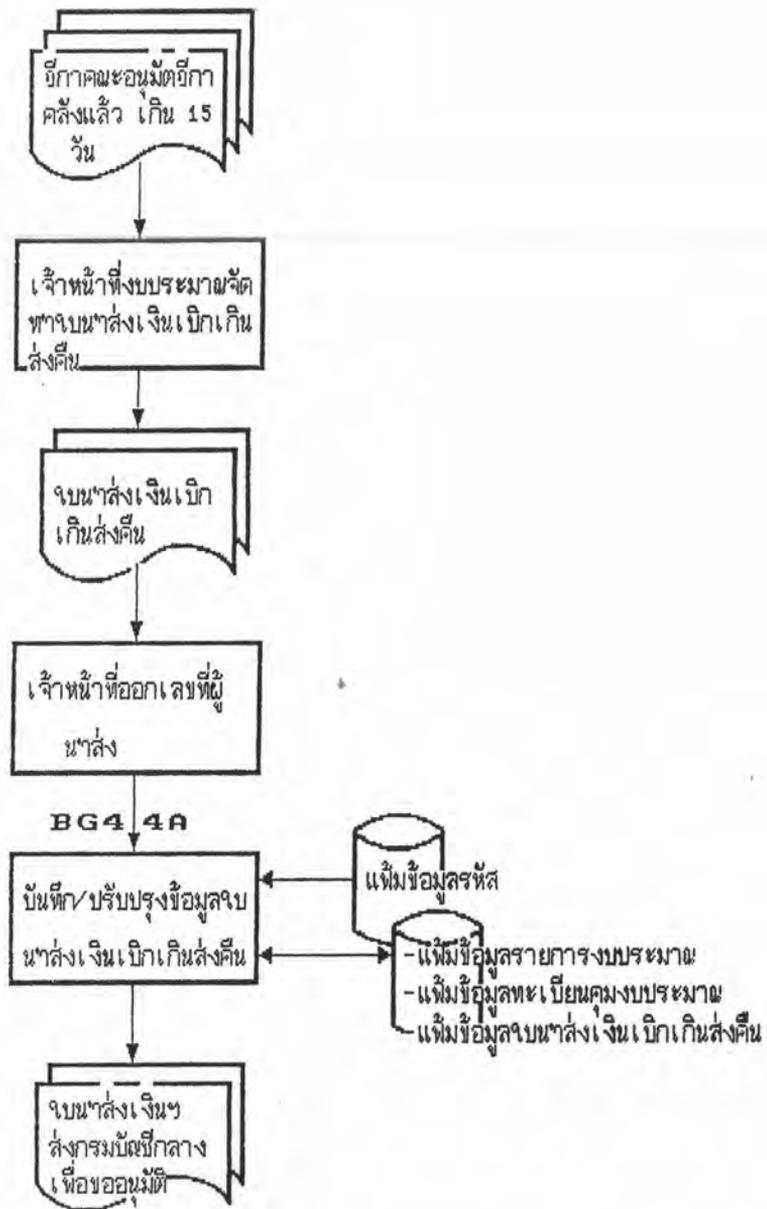 ฎีกาคณะอนุมัติฎีกา
คลังแล้ว เกิน 15
วัน
เจ้าหน้าที่งบประมาณจัด
ทำใบนำส่งเงินเบิกเกิน
ส่งคืน
ใบนำส่งเงินเบิก
เกินส่งคืน
เจ้าหน้าที่ออกเลขที่ผู้
นำส่ง
BG4 4A
บันทึก/ปรับปรุงข้อมูลใบ
นำส่งเงินเบิกเกินส่งคืน
แฟ้มข้อมูลรหัส
-แฟ้มข้อมูลรายการงบประมาณ
-แฟ้มข้อมูลทะเบียนคุมงบประมาณ
-แฟ้มข้อมูลใบนำส่งเงินเบิกเกินส่งคืน
ใบนำส่งเงินฯ
ส่งกรมบัญชีกลาง
เพื่อขออนุมัติ